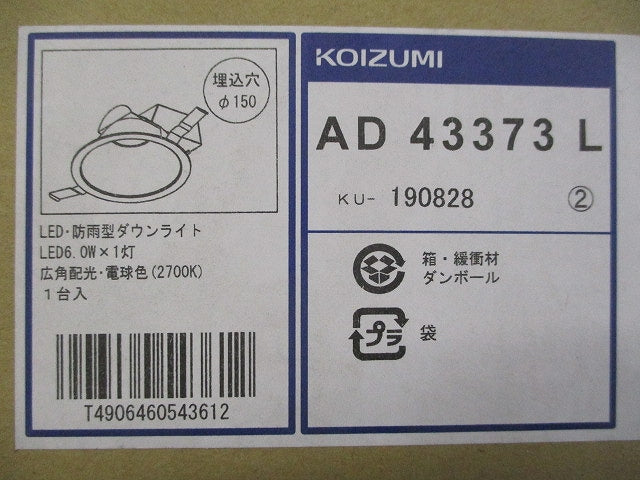 埋込穴
φ150
LED・防雨型ダウンライト
LED6.0W×1灯
広角配光・電球色(2700K)
1台入
T4906460543612
KOIZUMI
AD 43373 L
KU- 190828 ②
箱・緩衝材
ダンボール
プラ 袋